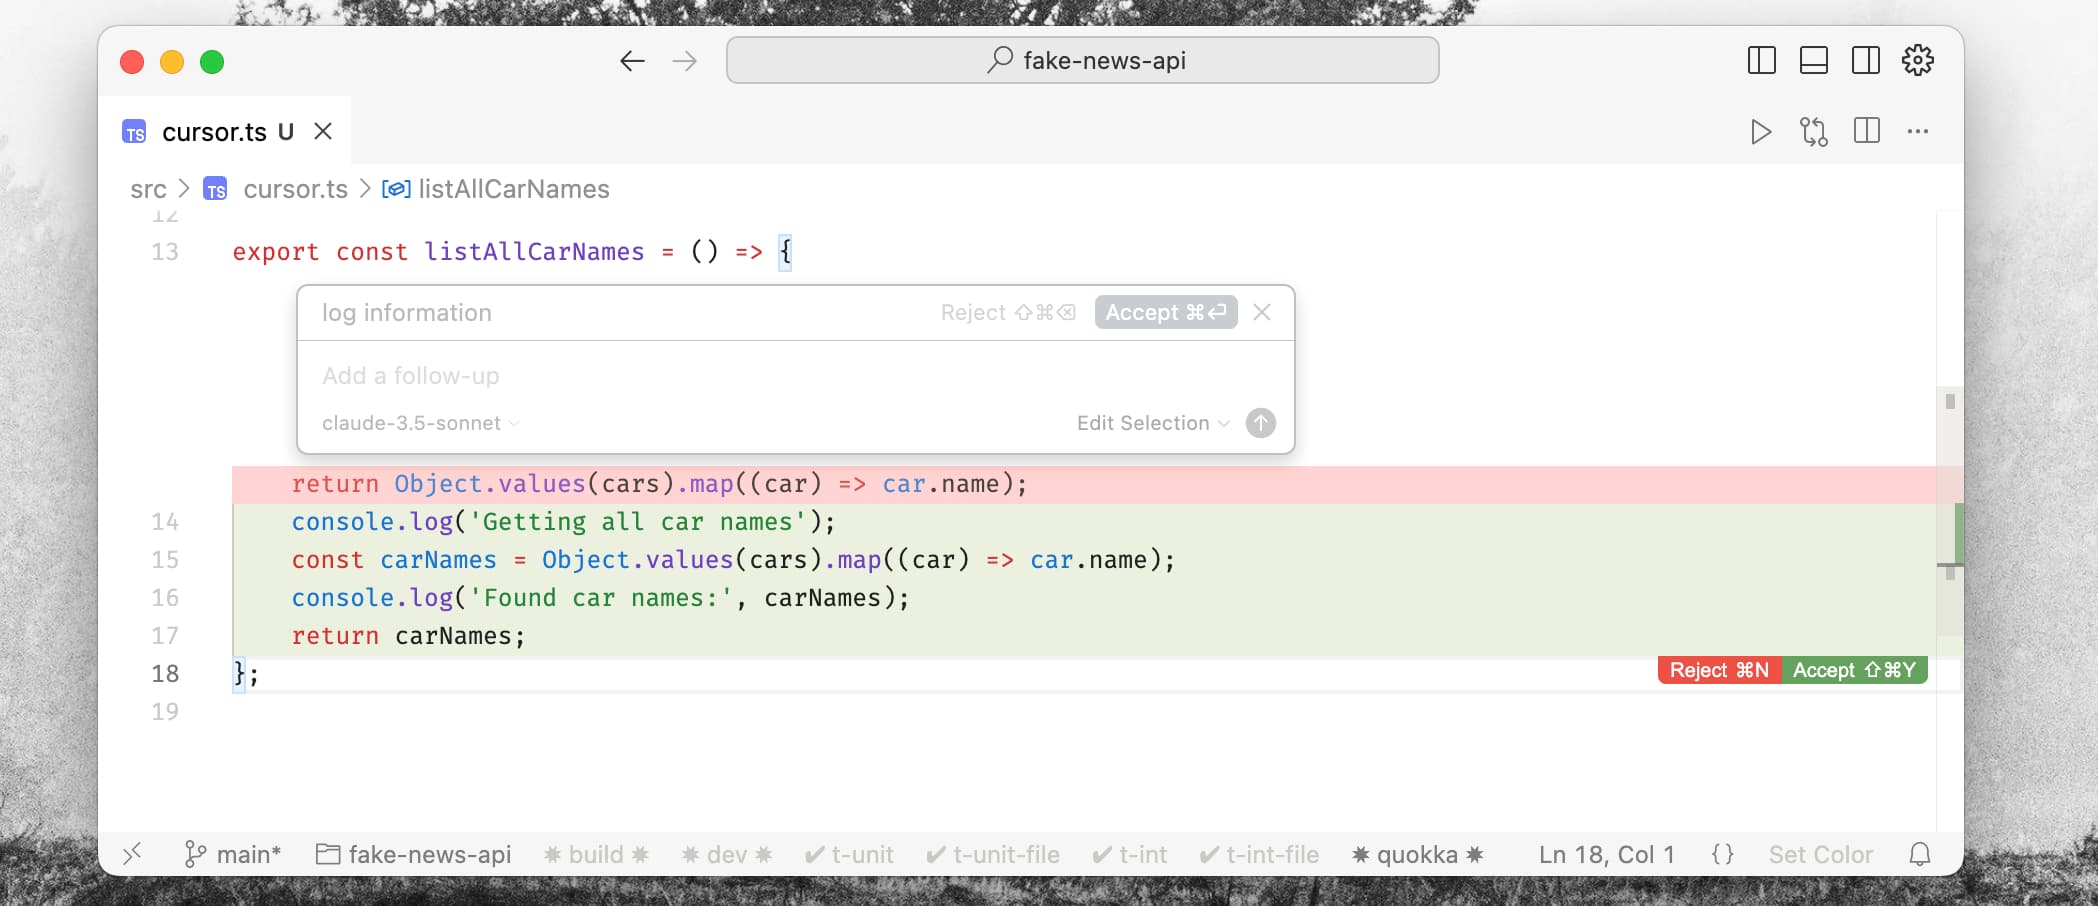 fake-news-api
TS cursor.ts U
src > TS cursor.ts > listAllCarNames
12
13 export const listAllCarNames = () => {
log information Reject ⇧⌘⌫ Accept ⌘⏎
Add a follow-up
claude-3.5-sonnet Edit Selection
return Object.values(cars).map((car) => car.name);
14 console.log('Getting all car names');
15 const carNames = Object.values(cars).map((car) => car.name);
16 console.log('Found car names:', carNames);
17 return carNames;
18 };
Reject ⌘N Accept ⇧⌘Y
19
main* fake-news-api ✷ build ✷ ✷ dev ✷ ✔ t-unit ✔ t-unit-file ✔ t-int ✔ t-int-file ✷ quokka ✷ Ln 18, Col 1 {} Set Color